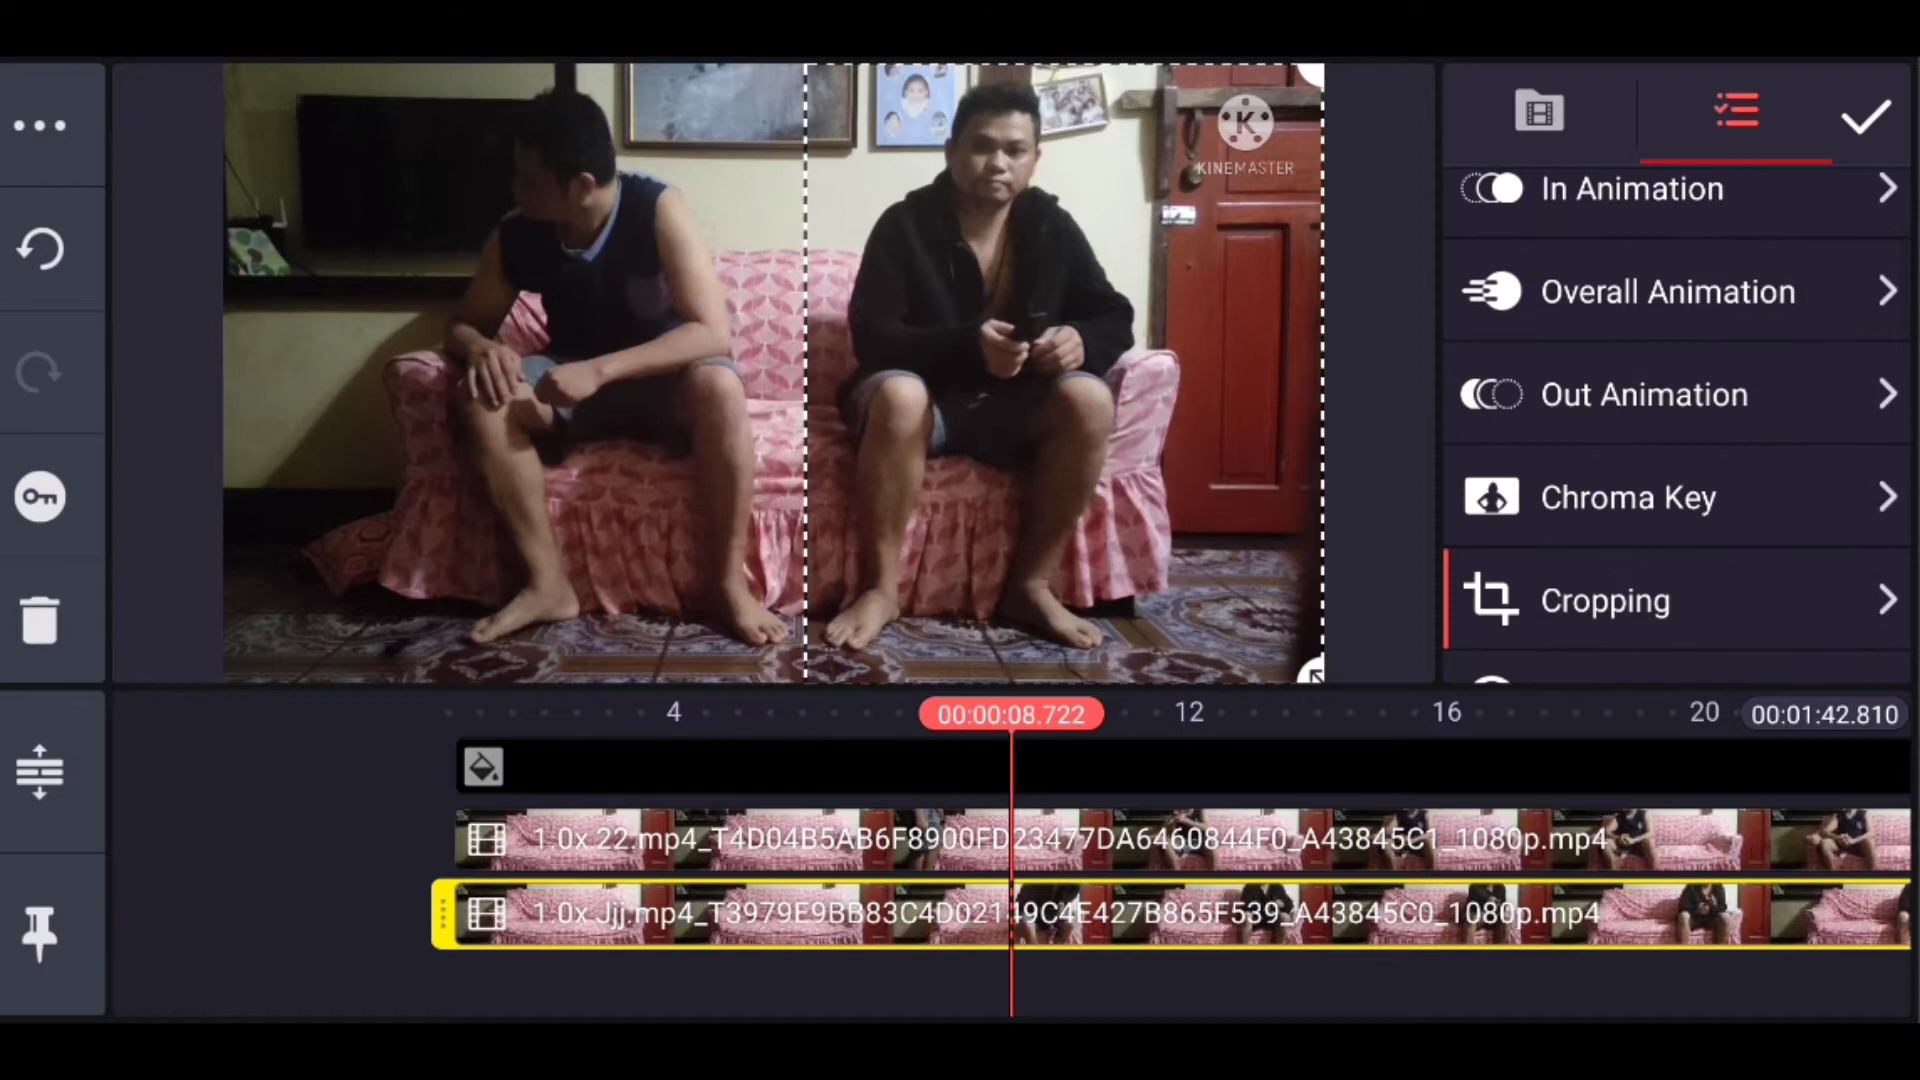 KINEMASTER
In Animation
Overall Animation
Out Animation
Chroma Key
Cropping
4
00:00:08.722
12
16
20
00:01:42.810
1.0x 22.mp4_T4D04B5AB6F8900FD23477DA6460844F0_A43845C1_1080p.mp4
1.0x Jjj.mp4_T3979E9BB83C4D02149C4E427B865F539_A43845C0_1080p.mp4